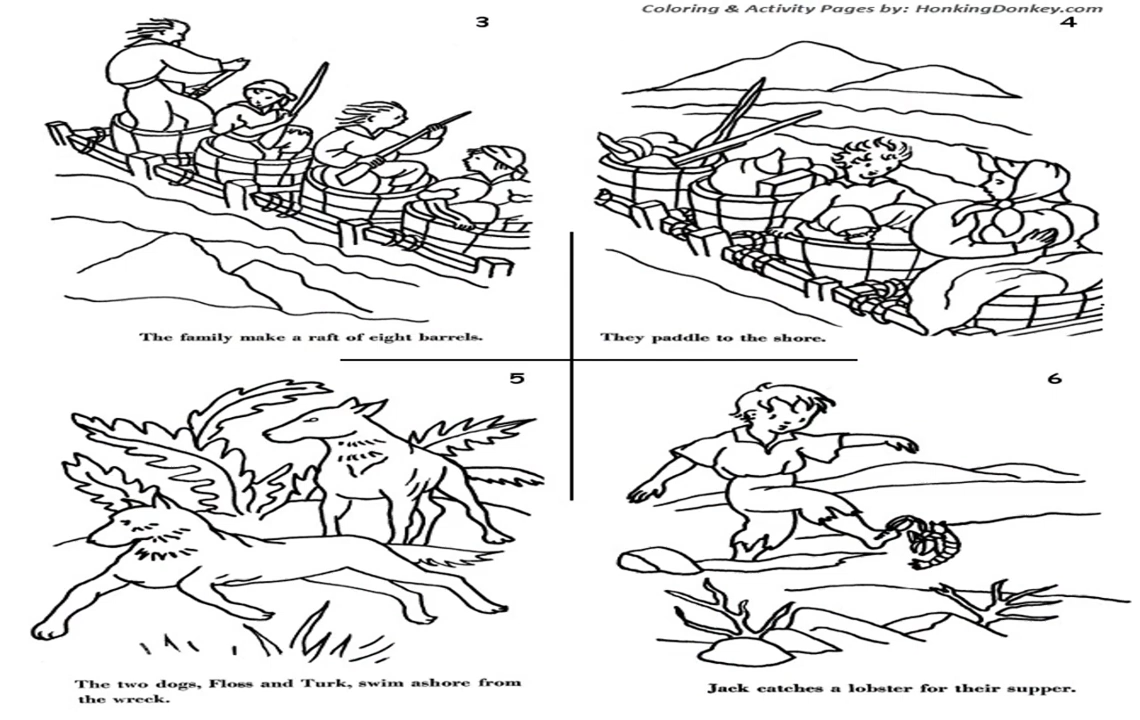 Coloring & Activity Pages by: HonkingDonkey.com
3
4
The family make a raft of eight barrels.
They paddle to the shore.
5
6
The two dogs, Floss and Turk, swim ashore from
the wreck.
Jack catches a lobster for their supper.